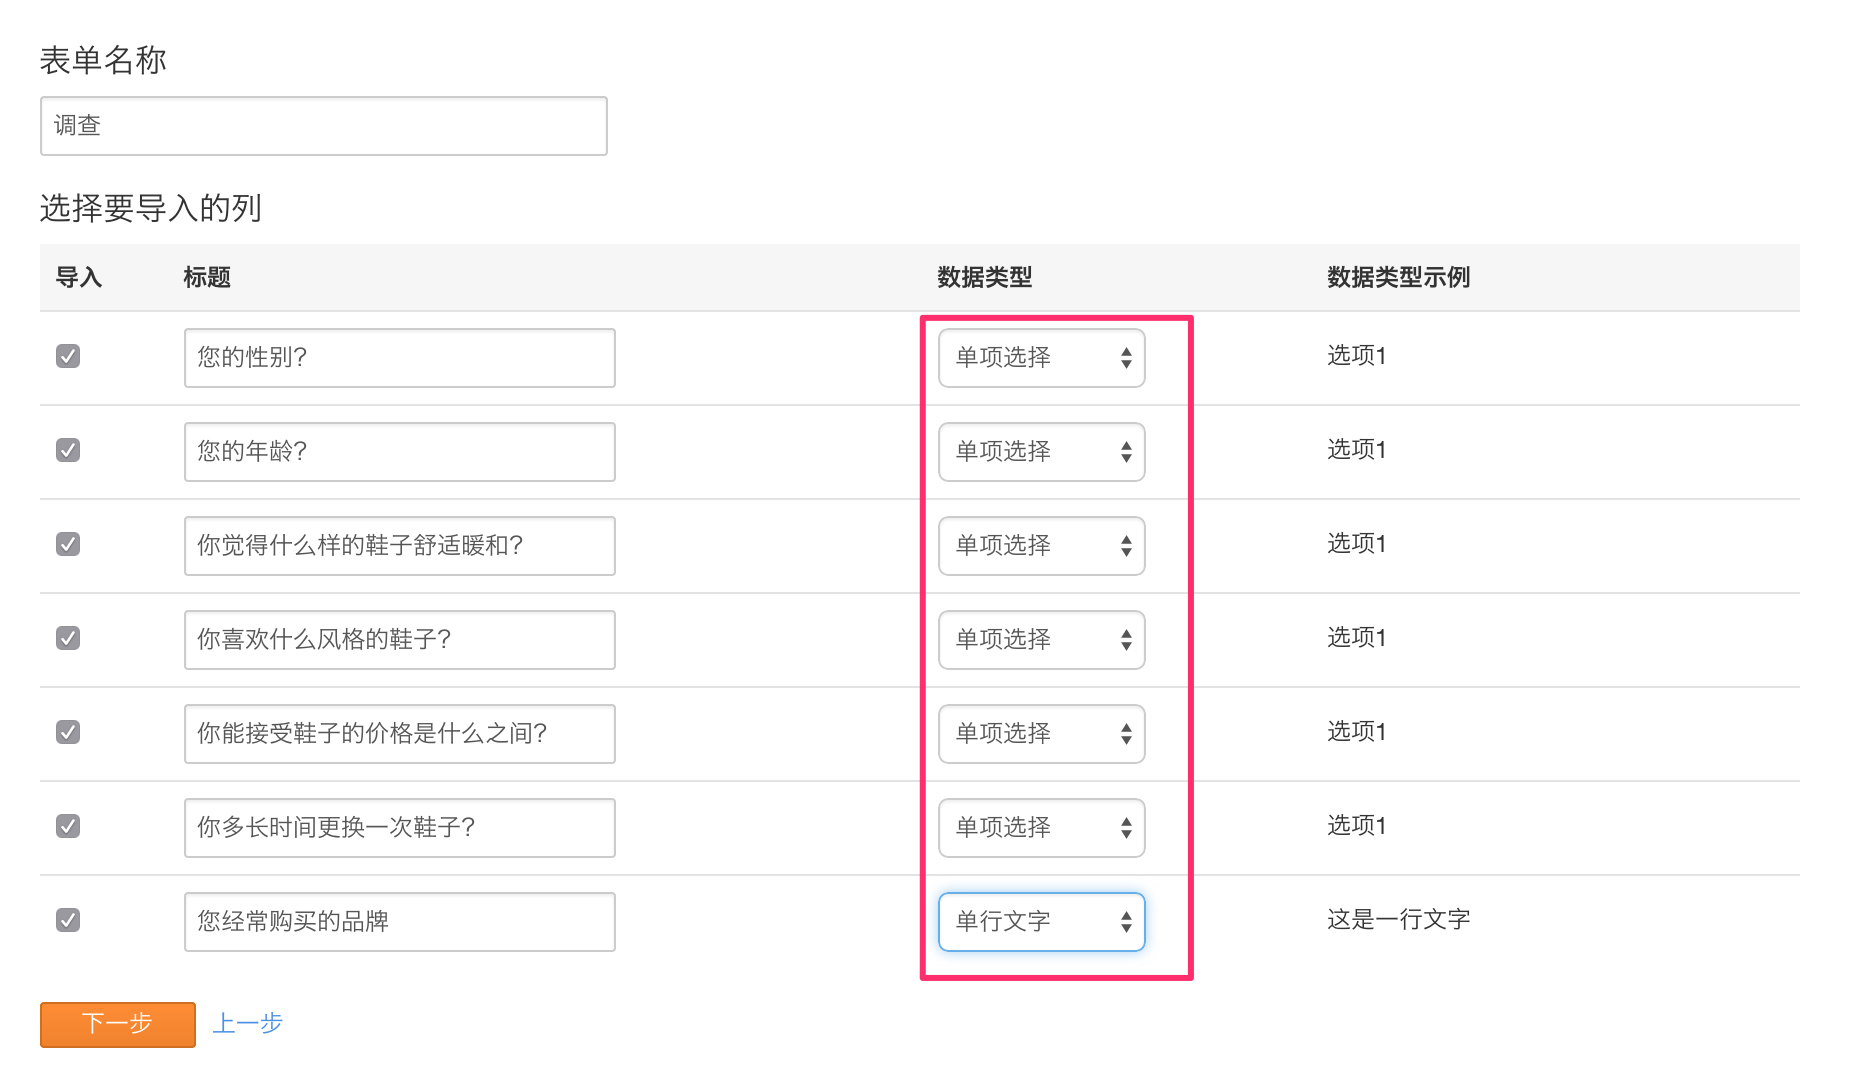 表单名称
调查
选择要导入的列
导入 标题 数据类型 数据类型示例
您的性别? 单项选择 选项1
您的年龄? 单项选择 选项1
你觉得什么样的鞋子舒适暖和? 单项选择 选项1
你喜欢什么风格的鞋子? 单项选择 选项1
你能接受鞋子的价格是什么之间? 单项选择 选项1
你多长时间更换一次鞋子? 单项选择 选项1
您经常购买的品牌 单行文字 这是一行文字
下一步 上一步